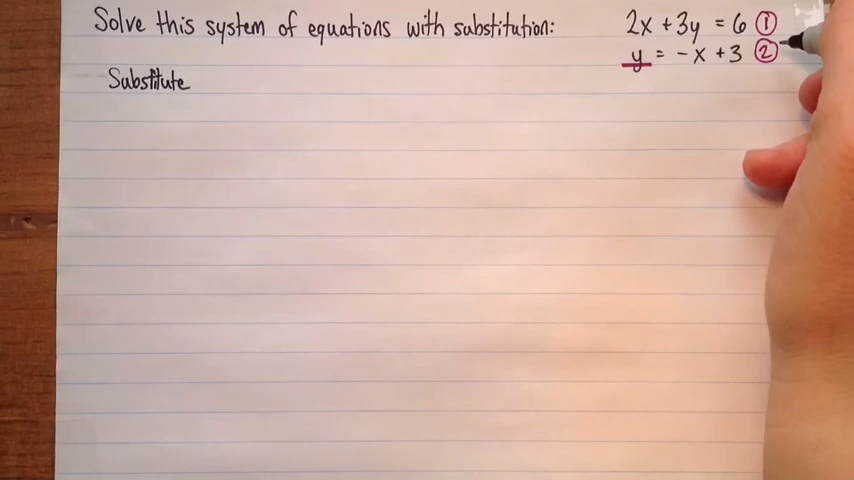 Solve this system of equations with substitution:
2x + 3y = 6 ①
y = -x + 3 ②
Substitute